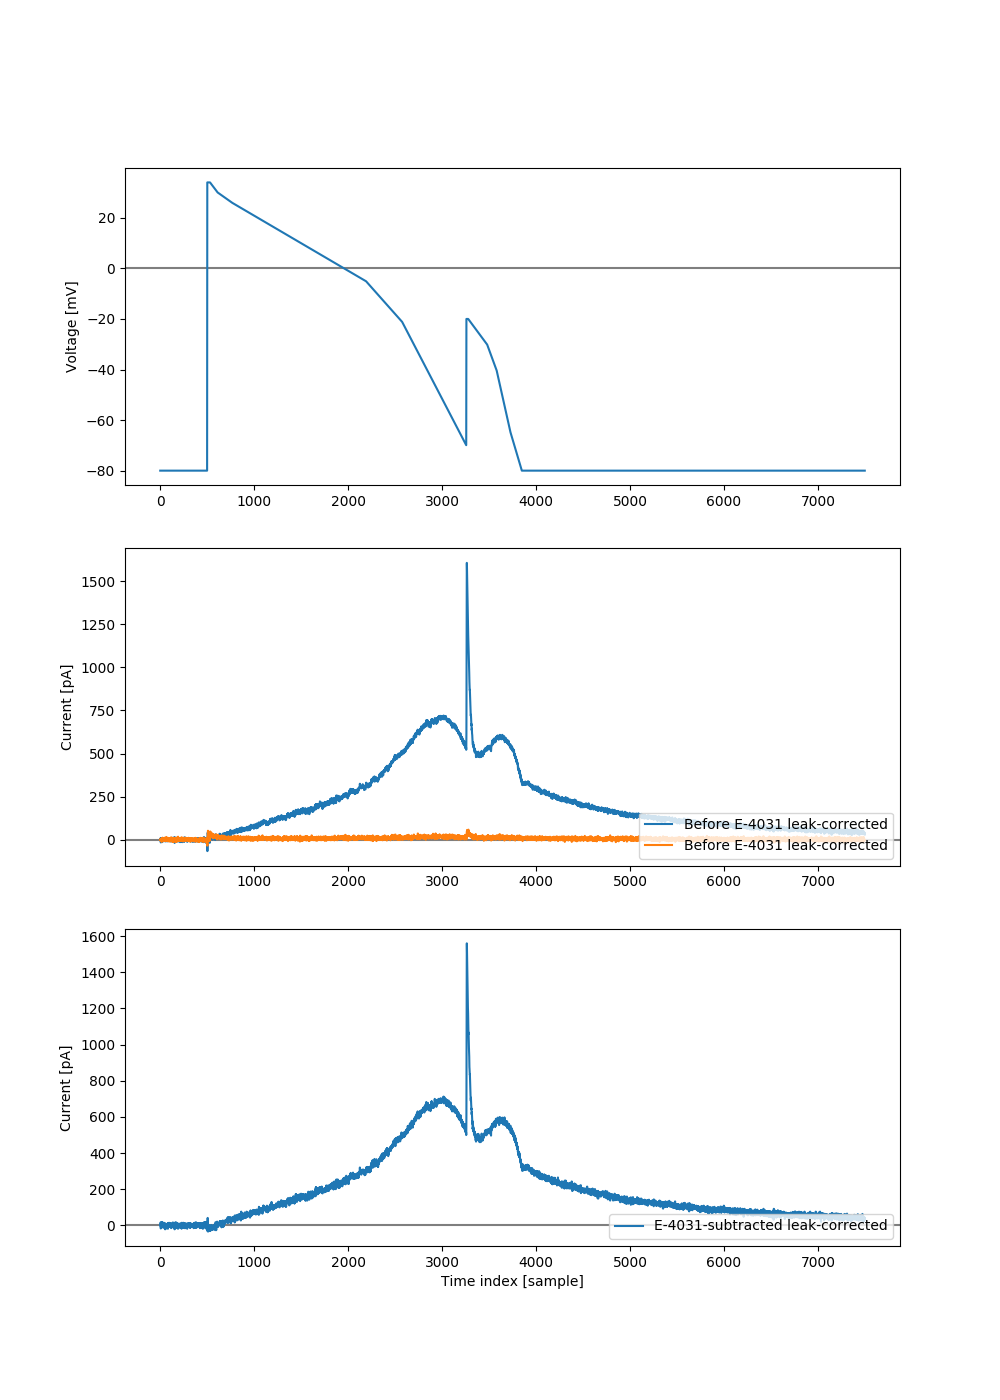 Voltage [mV]
20
0
−20
−40
−60
−80
0 1000 2000 3000 4000 5000 6000 7000
Current [pA]
1500
1250
1000
750
500
250
0
Before E-4031 leak-corrected
Before E-4031 leak-corrected
0 1000 2000 3000 4000 5000 6000 7000
Current [pA]
1600
1400
1200
1000
800
600
400
200
0
E-4031-subtracted leak-corrected
0 1000 2000 3000 4000 5000 6000 7000
Time index [sample]